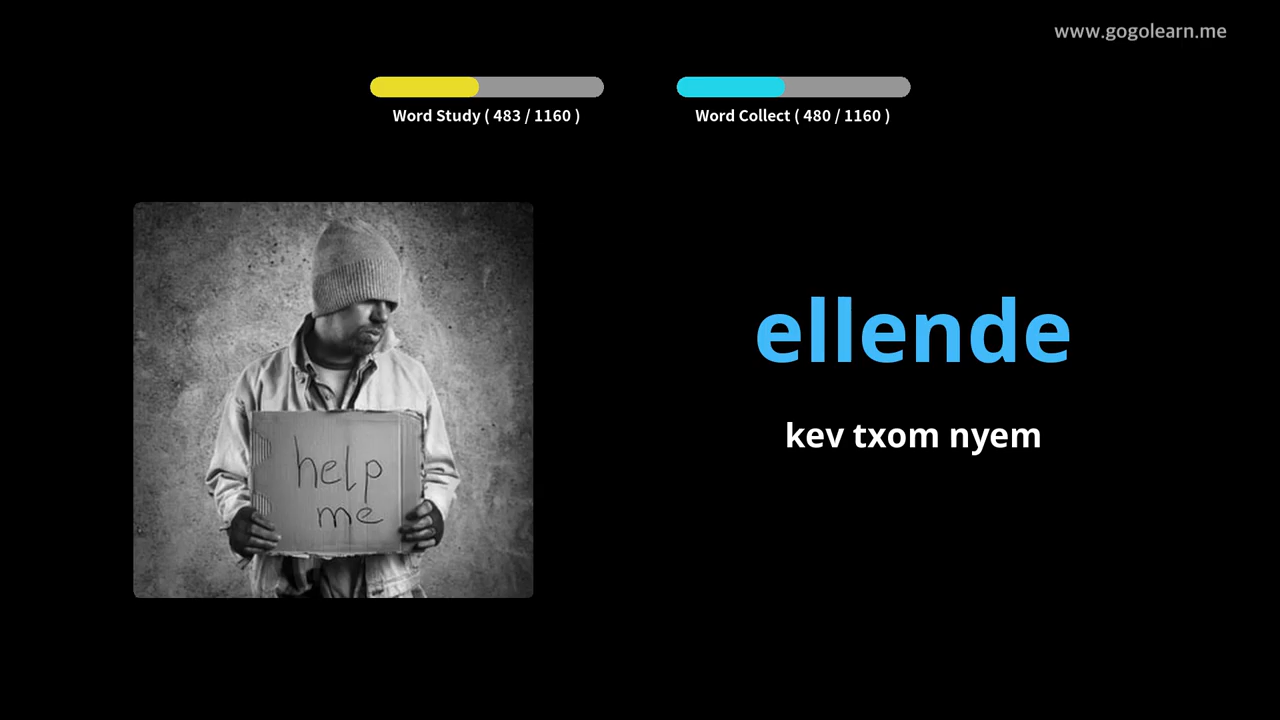 www.gogolearn.me
Word Study ( 483 / 1160 )
Word Collect ( 480 / 1160 )
help
me
ellende
kev txom nyem